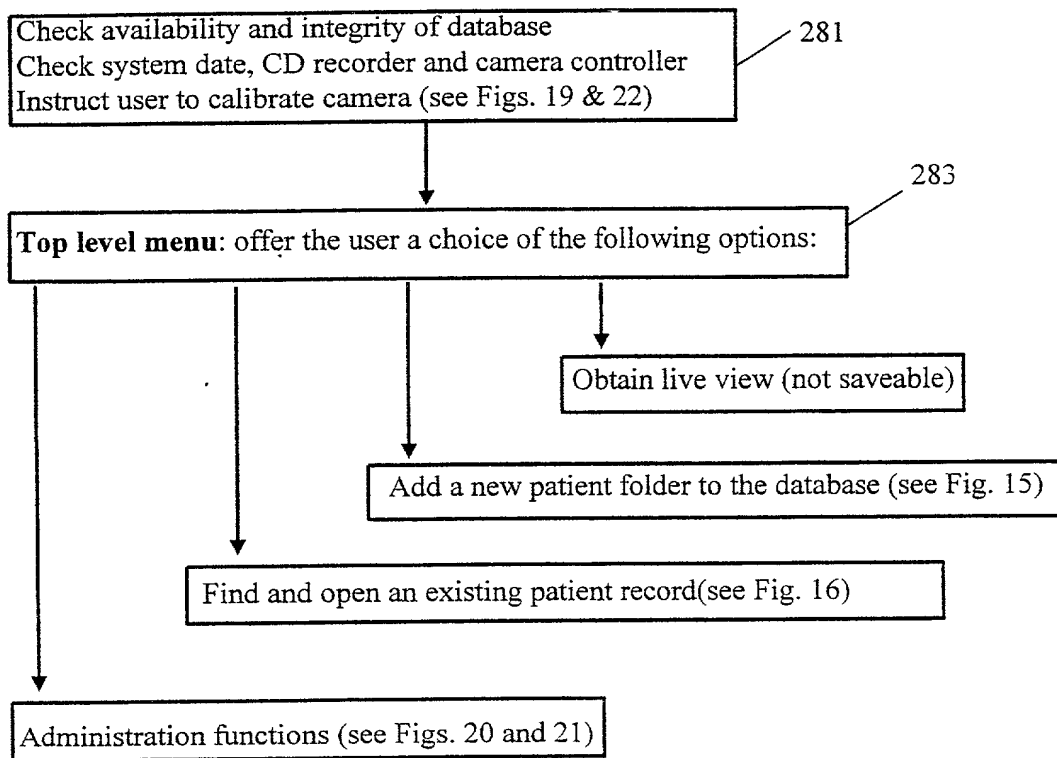 Check availability and integrity of database
Check system date, CD recorder and camera controller
Instruct user to calibrate camera (see Figs. 19 & 22)
281
283
Top level menu: offer the user a choice of the following options:
Obtain live view (not saveable)
Add a new patient folder to the database (see Fig. 15)
Find and open an existing patient record(see Fig. 16)
Administration functions (see Figs. 20 and 21)